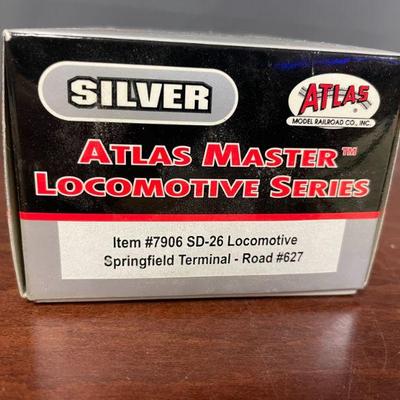 SILVER
ATLAS
MODEL RAILROAD CO., INC.
ATLAS MASTER™
LOCOMOTIVE SERIES
Item #7906 SD-26 Locomotive
Springfield Terminal - Road #627